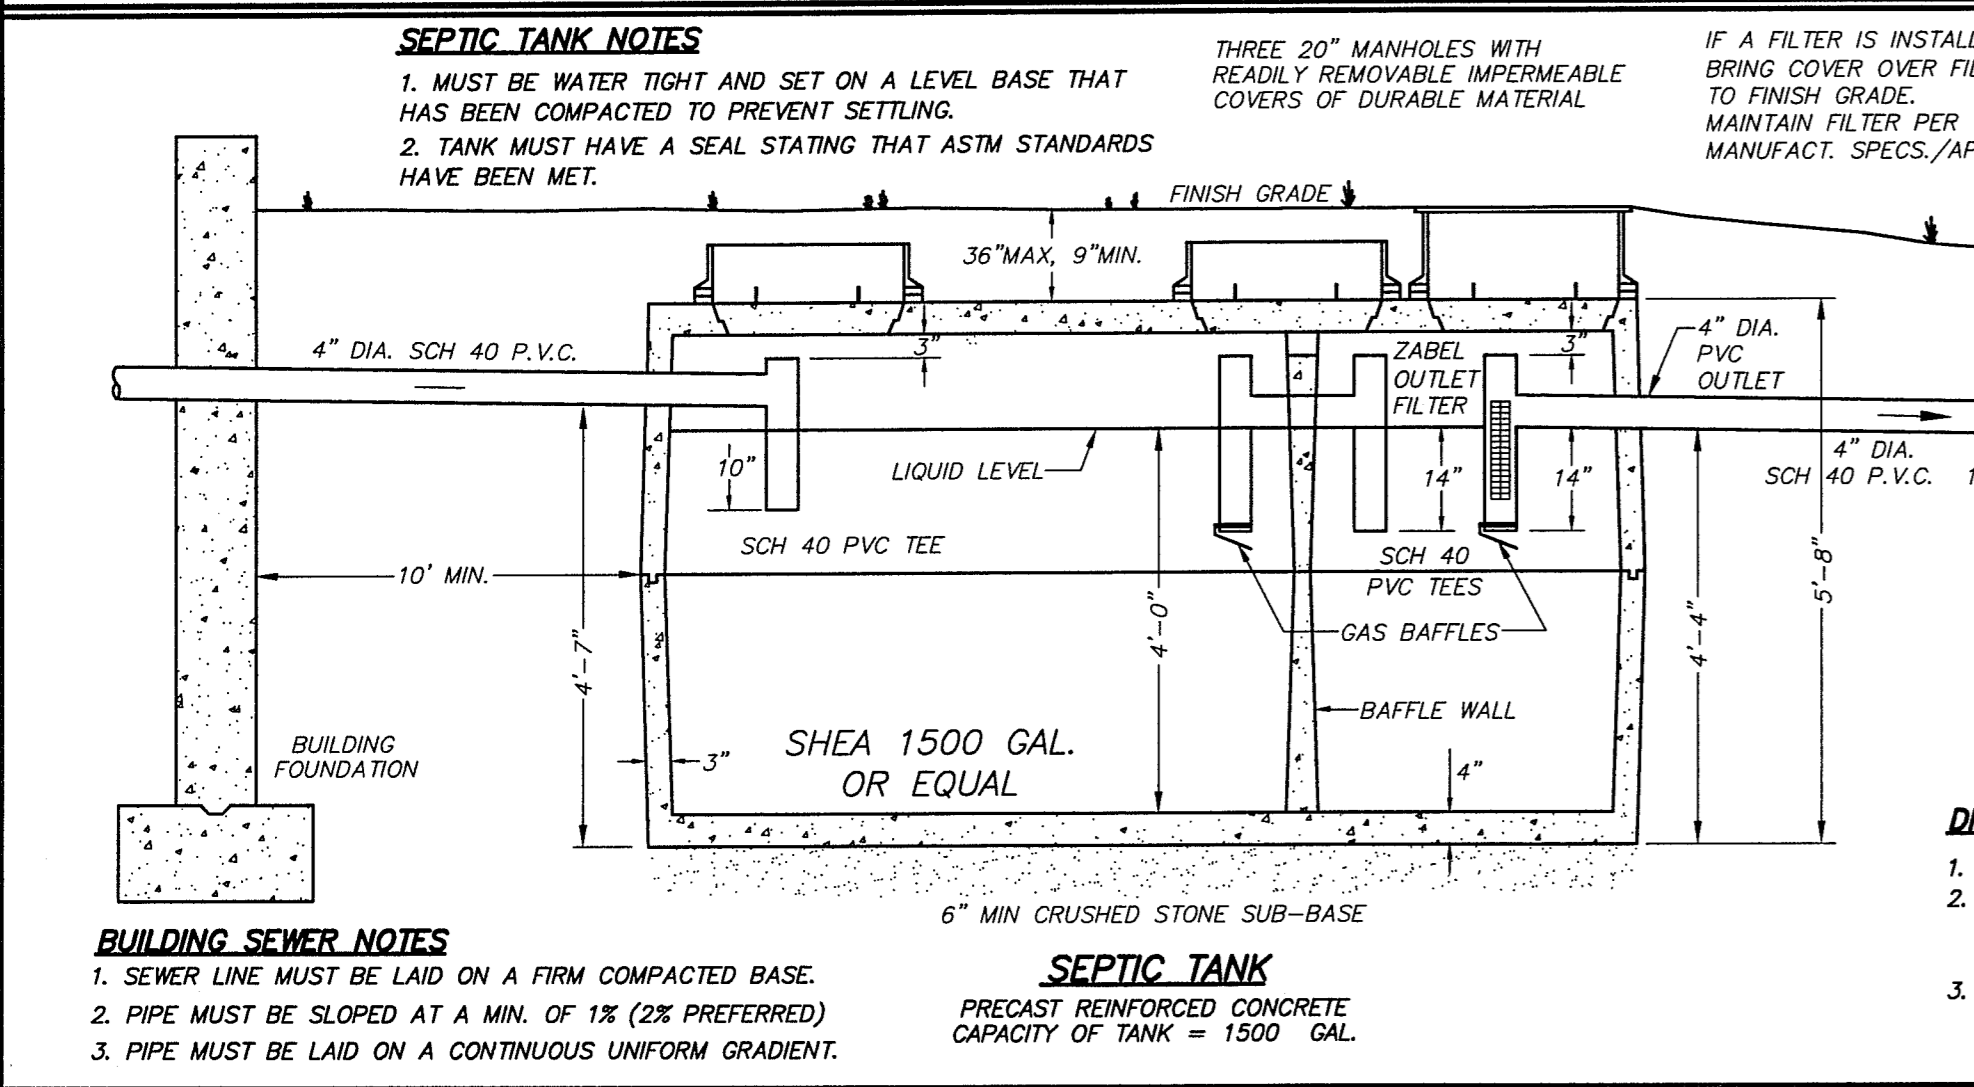 SEPTIC TANK NOTES
1. MUST BE WATER TIGHT AND SET ON A LEVEL BASE THAT
HAS BEEN COMPACTED TO PREVENT SETTLING.
2. TANK MUST HAVE A SEAL STATING THAT ASTM STANDARDS
HAVE BEEN MET.
THREE 20" MANHOLES WITH
READILY REMOVABLE IMPERMEABLE
COVERS OF DURABLE MATERIAL
IF A FILTER IS
BRING COVER OVER
TO FINISH GRADE.
MAINTAIN FILTER PER
MANUFACT. SPECS.
FINISH GRADE
36"MAX, 9"MIN.
4" DIA. SCH 40 P.V.C.
3"
ZABEL
OUTLET
FILTER
3"
4" DIA.
PVC
OUTLET
10"
LIQUID LEVEL
14"
14"
4" DIA.
SCH 40 P.V.C.
SCH 40 PVC TEE
SCH 40
PVC TEES
10' MIN.
4'-7"
4'-0"
GAS BAFFLES
4'-4"
5'-8"
BAFFLE WALL
BUILDING
FOUNDATION
3"
SHEA 1500 GAL.
OR EQUAL
4"
6" MIN CRUSHED STONE SUB-BASE
BUILDING SEWER NOTES
1. SEWER LINE MUST BE LAID ON A FIRM COMPACTED BASE.
2. PIPE MUST BE SLOPED AT A MIN. OF 1% (2% PREFERRED)
3. PIPE MUST BE LAID ON A CONTINUOUS UNIFORM GRADIENT.
SEPTIC TANK
PRECAST REINFORCED CONCRETE
CAPACITY OF TANK = 1500 GAL.
1.
2.
3.